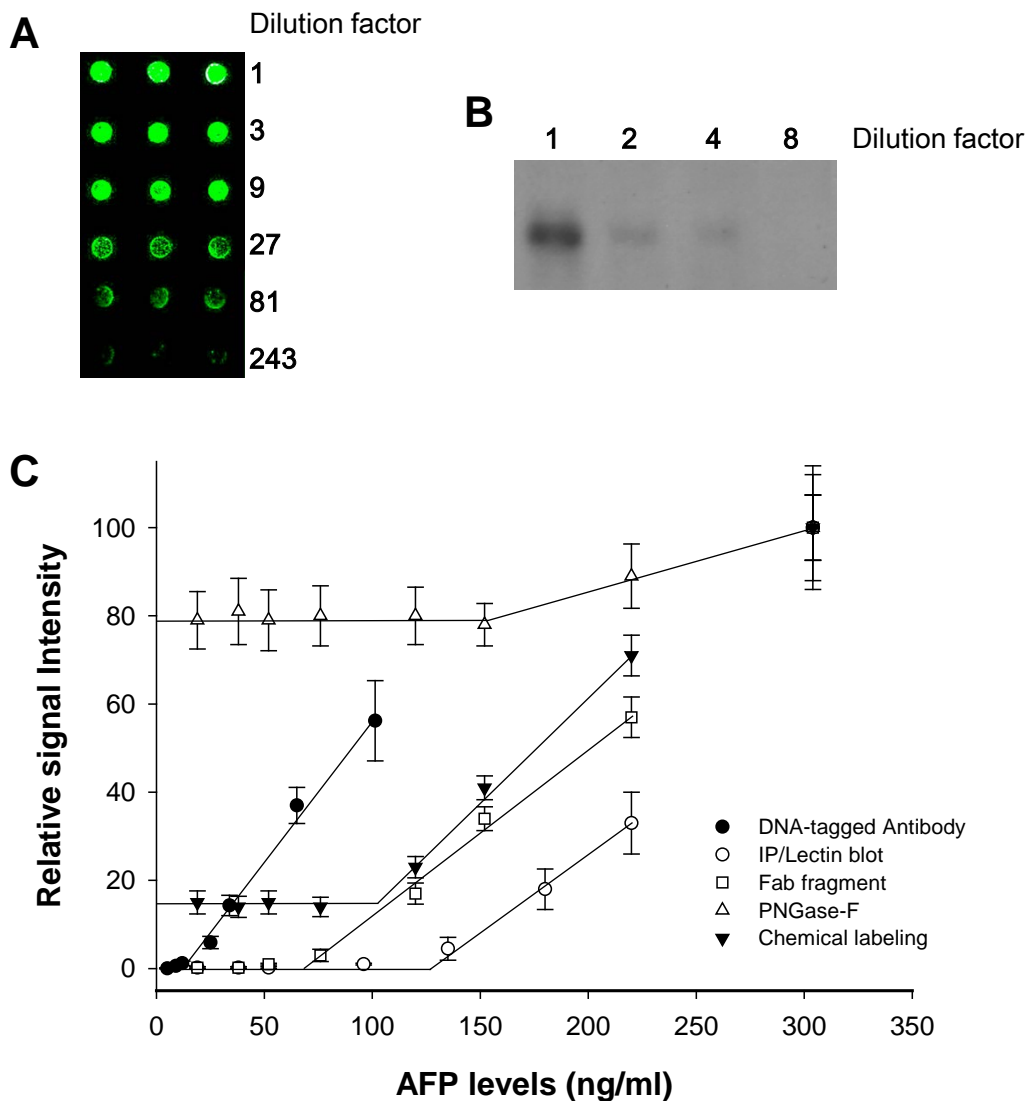 A
Dilution factor
1
3
9
27
81
243
B
1 2 4 8 Dilution factor
C
Relative signal Intensity
100
80
60
40
20
0
0 50 100 150 200 250 300 350
AFP levels (ng/ml)
DNA-tagged Antibody
IP/Lectin blot
Fab fragment
PNGase-F
Chemical labeling